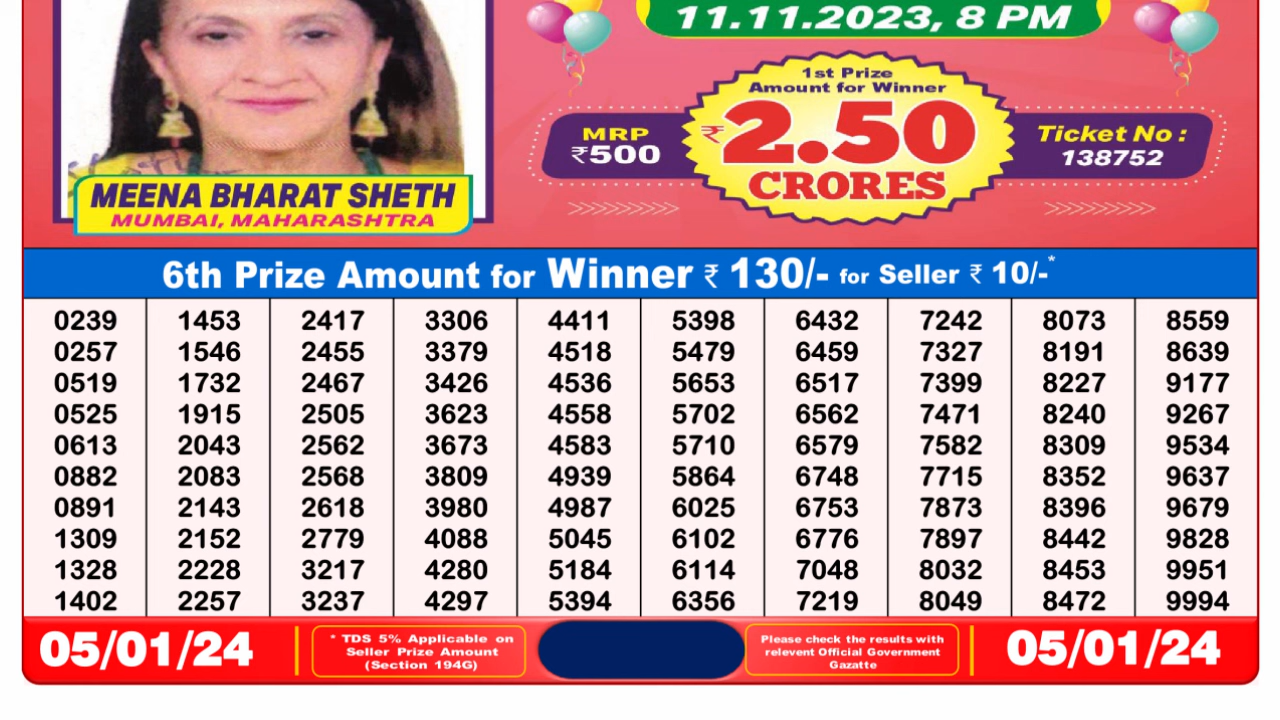 11.11.2023, 8 PM
1st Prize
Amount for Winner
₹2.50
CRORES
MRP
₹500
Ticket No :
138752
MEENA BHARAT SHETH
MUMBAI, MAHARASHTRA
6th Prize Amount for Winner ₹ 130/- for Seller ₹ 10/-*
0239 1453 2417 3306 4411 5398 6432 7242 8073 8559
0257 1546 2455 3379 4518 5479 6459 7327 8191 8639
0519 1732 2467 3426 4536 5653 6517 7399 8227 9177
0525 1915 2505 3623 4558 5702 6562 7471 8240 9267
0613 2043 2562 3673 4583 5710 6579 7582 8309 9534
0882 2083 2568 3809 4939 5864 6748 7715 8352 9637
0891 2143 2618 3980 4987 6025 6753 7873 8396 9679
1309 2152 2779 4088 5045 6102 6776 7897 8442 9828
1328 2228 3217 4280 5184 6114 7048 8032 8453 9951
1402 2257 3237 4297 5394 6356 7219 8049 8472 9994
05/01/24
* TDS 5% Applicable on
Seller Prize Amount
(Section 194G)
Please check the results with
relevent Official Government
Gazatte
05/01/24